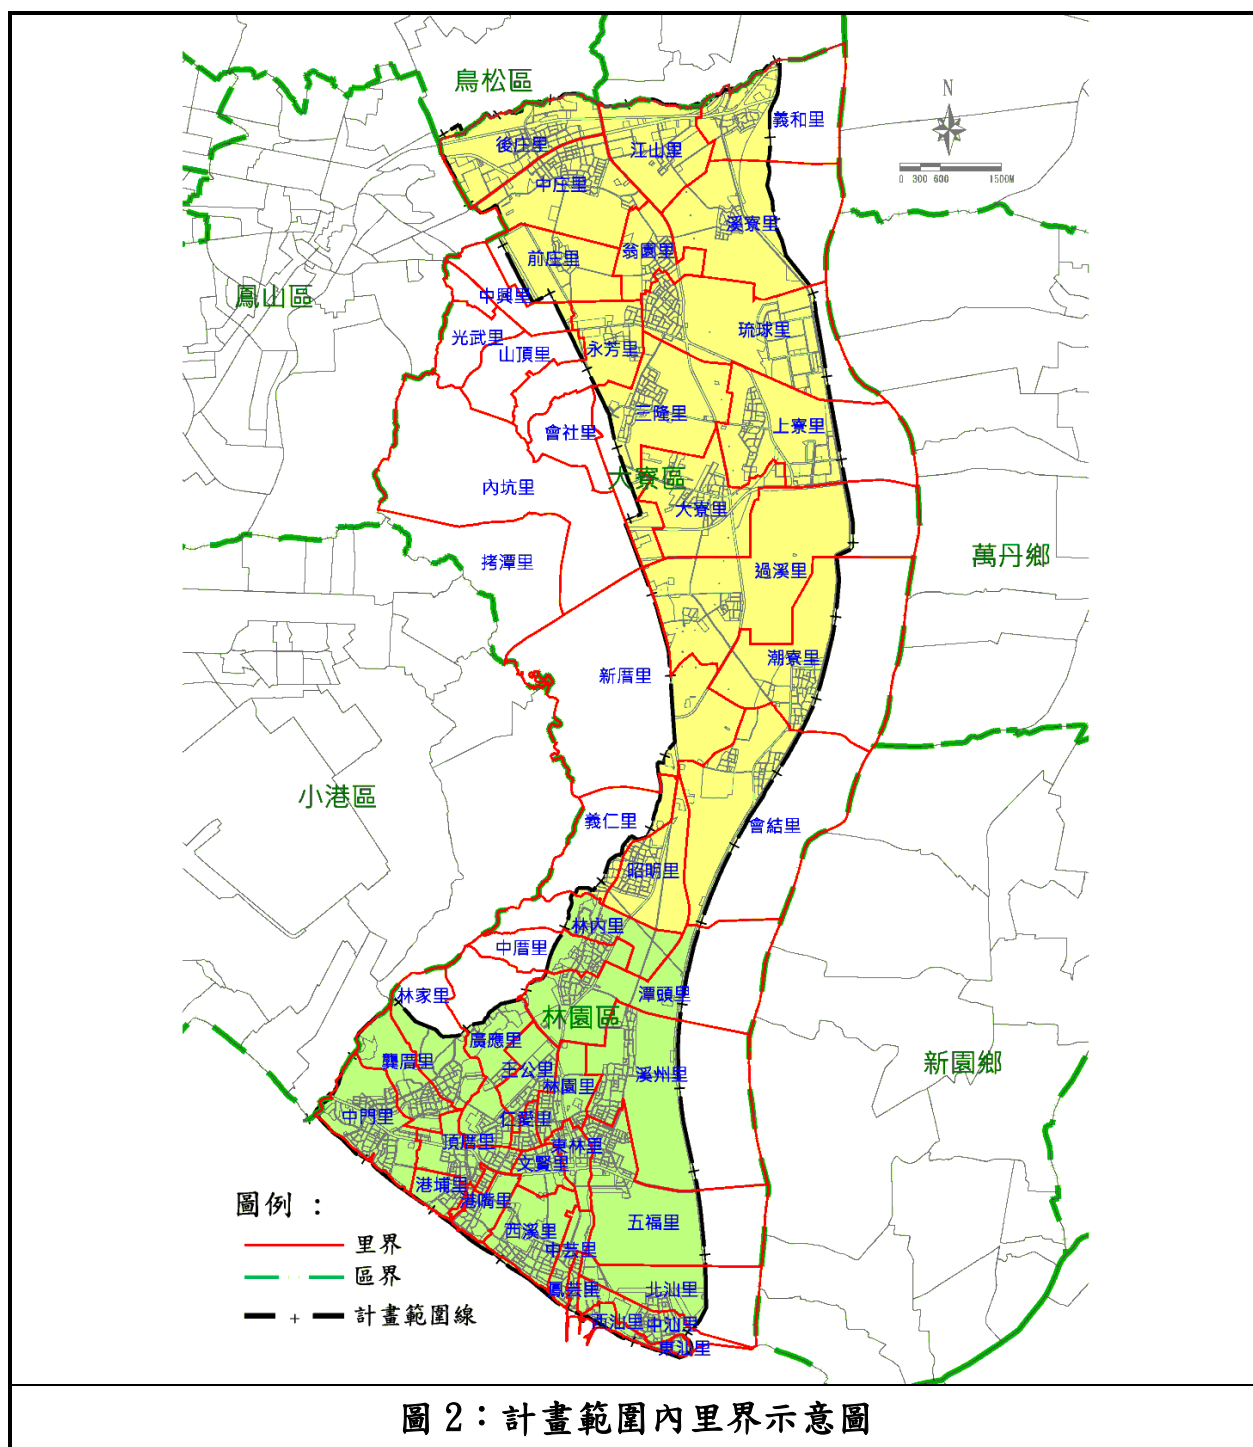 鳥松區
N
義和里
後庄里
江山里
0 300 600 1500M
中庄里
溪寮里
翁園里
前庄里
鳳山區
中興里
琉球里
光武里
山頂里
永芳里
三隆里
上寮里
會社里
大寮區
內坑里
大寮里
萬丹鄉
拷潭里
過溪里
潮寮里
新厝里
小港區
義仁里
會結里
昭明里
林內里
中厝里
林家里
潭頭里
林園區
廣應里
新園鄉
龔厝里
王公里
溪州里
林園里
中門里
仁愛里
頂厝里
東林里
文賢里
港埔里
港嘴里
圖例 :
五福里
西溪里
里界
中芸里
區界
鳳芸里
北汕里
計畫範圍線
西汕里
中汕里
東汕里
圖 2：計畫範圍內里界示意圖